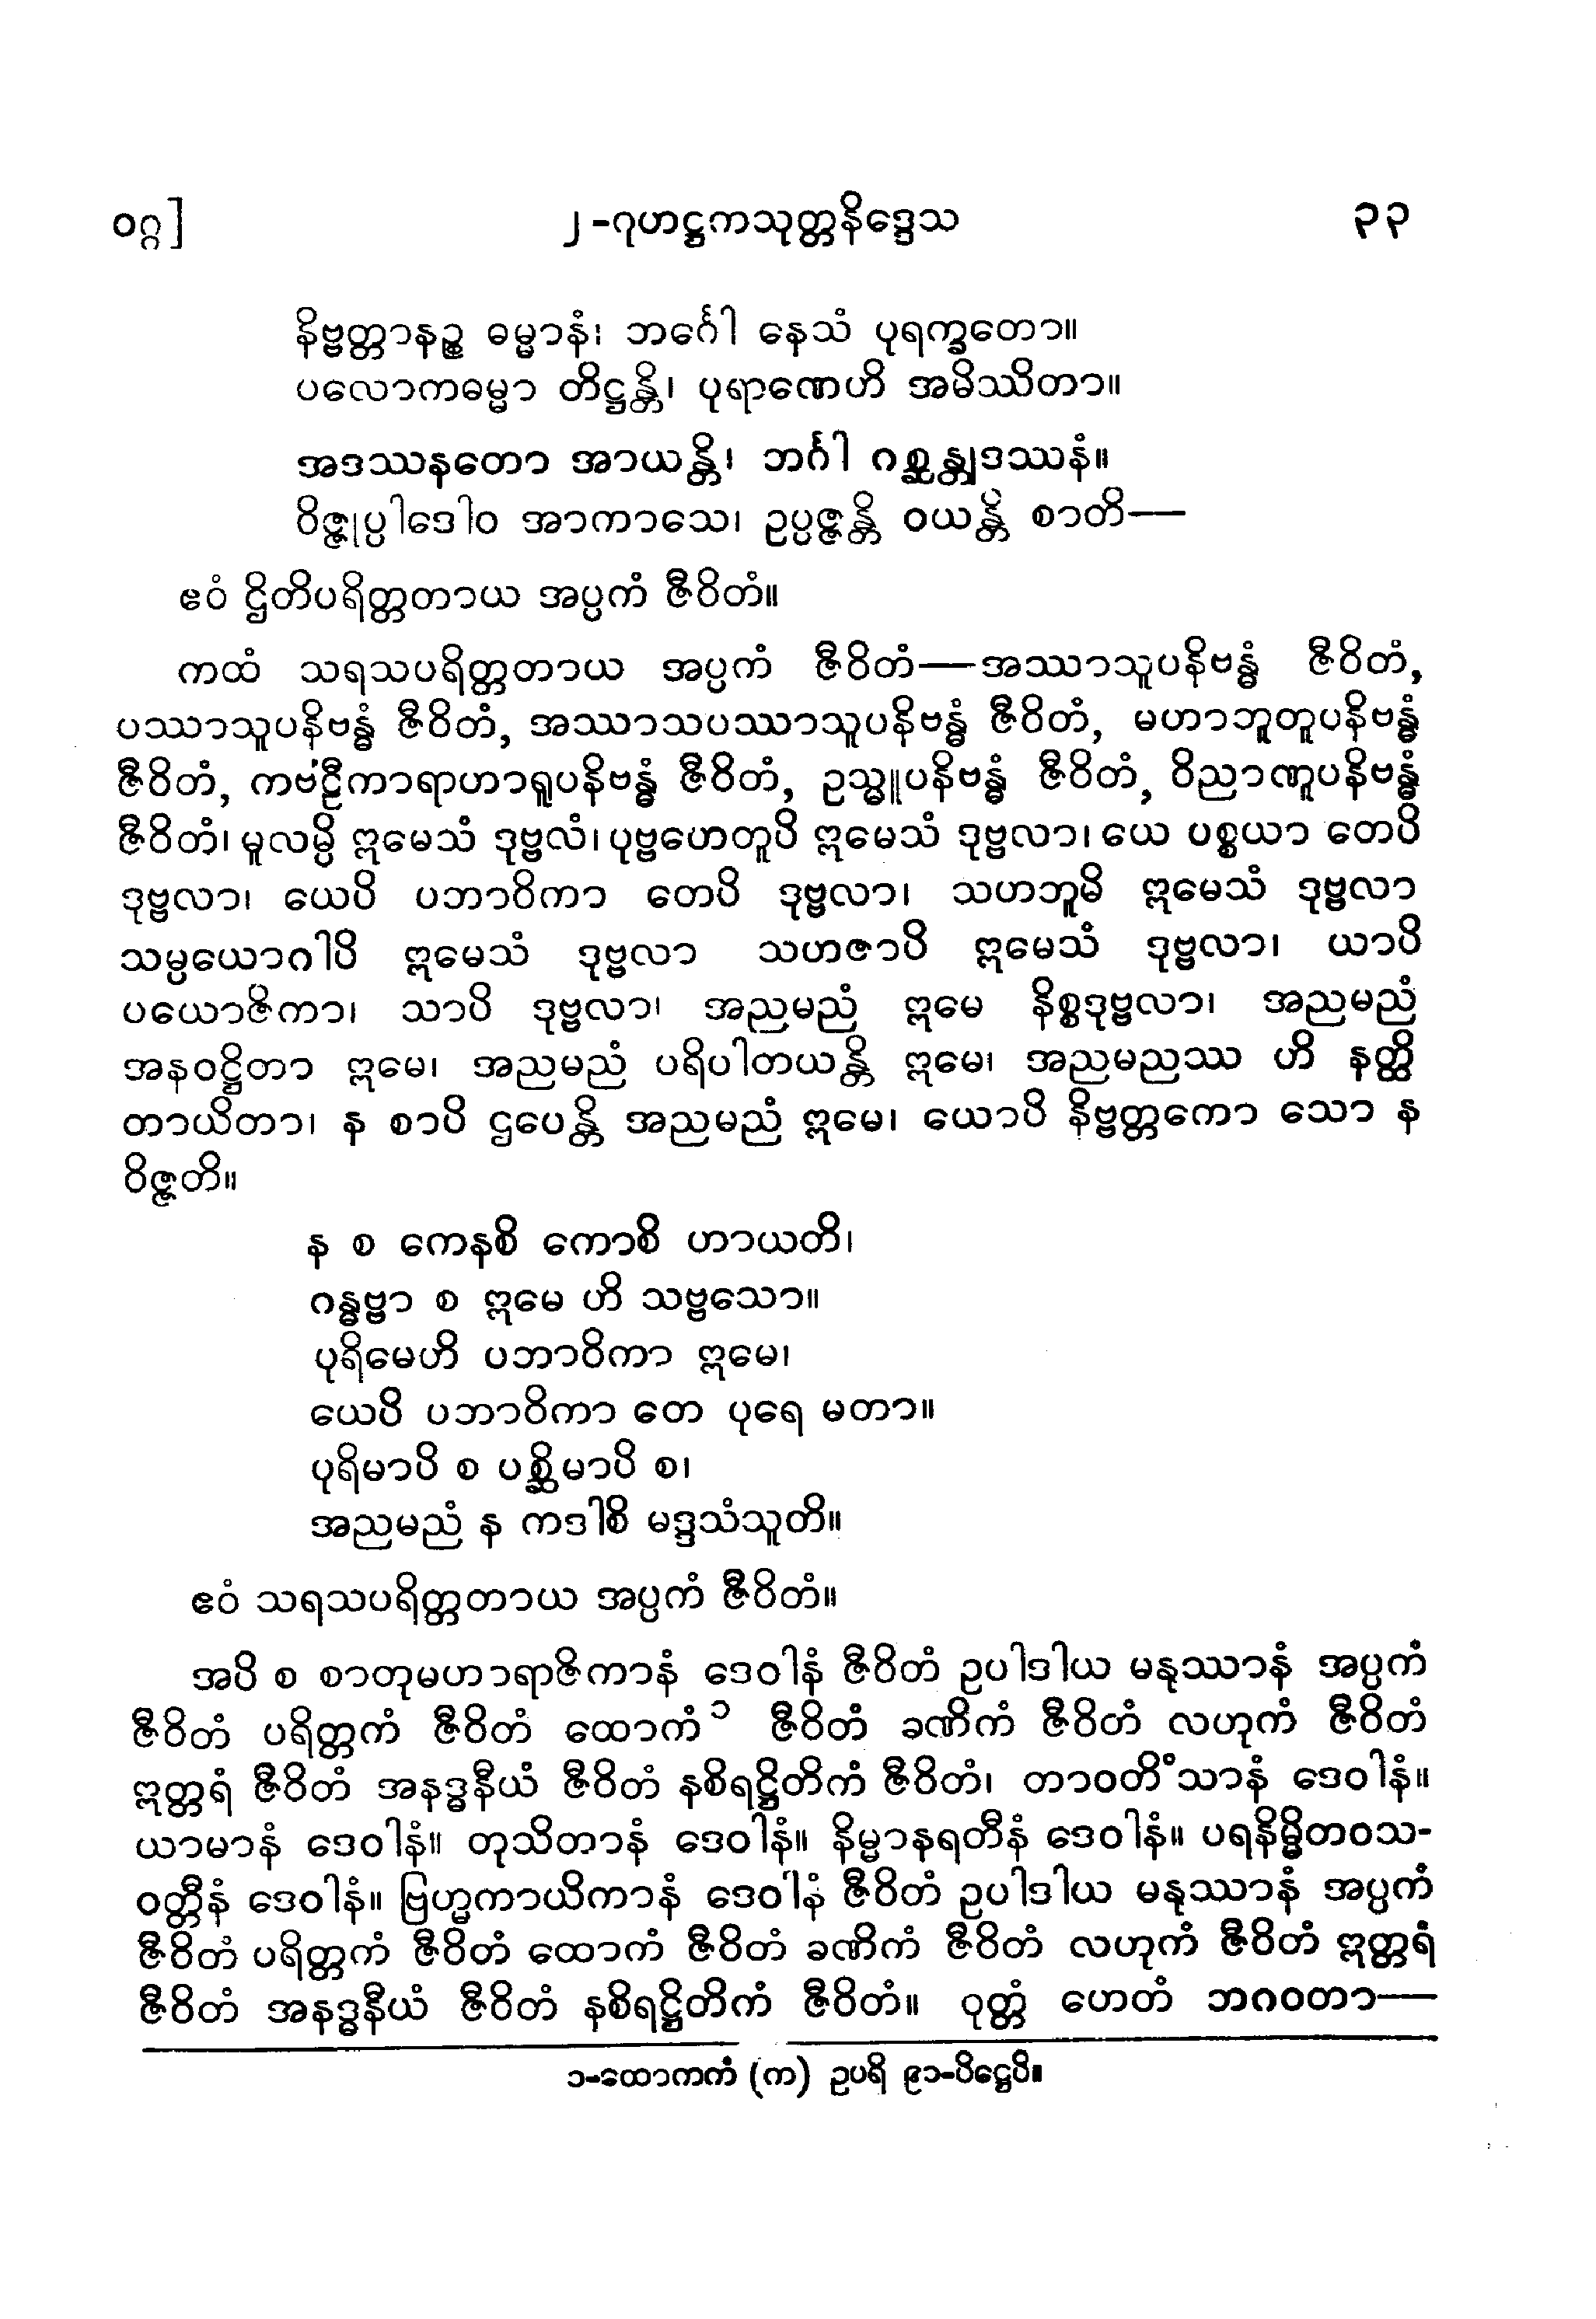 ဝဂ္ဂ]
၂-ဂုဟဋ္ဌကသုတ္တနိဒ္ဒေသ
၃၃
နိဗ္ဗတ္တာနဉ္စ ဓမ္မာနံ၊ ဘင်္ဂေါ နေသံ ပုရက္ခတော။
ပလောကဓမ္မာ တိဋ္ဌန္တိ၊ ပုရာဏေဟိ အမိဿိတာ။
အဒဿနတော အာယန္တိ၊ ဘင်္ဂါ ဂစ္ဆန္တျဒဿနံ။
ဝိဇ္ဇုပ္ပါဒေါဝ အာကာသေ၊ ဥပ္ပဇ္ဇန္တိ ဝယန္တိ စာတိ—
ဧဝံ ဌိတိပရိတ္တတာယ အပ္ပကံ ဇီဝိတံ။
ကထံ သရသပရိတ္တတာယ အပ္ပကံ ဇီဝိတံ—အဿာသူပနိဗန္ဓံ ဇီဝိတံ,
ပဿာသူပနိဗန္ဓံ ဇီဝိတံ, အဿာသပဿာသူပနိဗန္ဓံ ဇီဝိတံ, မဟာဘူတူပနိဗန္ဓံ
ဇီဝိတံ, ကဗဠီကာရာဟာရူပနိဗန္ဓံ ဇီဝိတံ, ဥသ္မူပနိဗန္ဓံ ဇီဝိတံ, ဝိညာဏူပနိဗန္ဓံ
ဇီဝိတံ၊ မူလမ္ပိ ဣမေသံ ဒုဗ္ဗလံ၊ ပုဗ္ဗဟေတူပိ ဣမေသံ ဒုဗ္ဗလာ၊ ယေ ပစ္စယာ တေပိ
ဒုဗ္ဗလာ၊ ယေပိ ပဘာဝိကာ တေပိ ဒုဗ္ဗလာ၊ သဟဘူမိ ဣမေသံ ဒုဗ္ဗလာ
သမ္ပယောဂါပိ ဣမေသံ ဒုဗ္ဗလာ သဟဇာပိ ဣမေသံ ဒုဗ္ဗလာ၊ ယာပိ
ပယောဇိကာ၊ သာပိ ဒုဗ္ဗလာ၊ အညမညံ ဣမေ နိစ္စဒုဗ္ဗလာ၊ အညမညံ
အနဝဋ္ဌိတာ ဣမေ၊ အညမညံ ပရိပါတယန္တိ ဣမေ၊ အညမညဿ ဟိ နတ္ထိ
တာယိတာ၊ န စာပိ ဌပေန္တိ အညမညံ ဣမေ၊ ယောပိ နိဗ္ဗတ္တကော သော န
ဝိဇ္ဇတိ။
န စ ကေနစိ ကောစိ ဟာယတိ၊
ဂန္ဓဗ္ဗာ စ ဣမေ ဟိ သဗ္ဗသော။
ပုရိမေဟိ ပဘာဝိကာ ဣမေ၊
ယေပိ ပဘာဝိကာ တေ ပုရေ မတာ။
ပုရိမာပိ စ ပစ္ဆိမာပိ စ၊
အညမညံ န ကဒါစိ မဒ္ဒသံသူတိ။
ဧဝံ သရသပရိတ္တတာယ အပ္ပကံ ဇီဝိတံ။
အပိ စ စာတုမဟာရာဇိကာနံ ဒေဝါနံ ဇီဝိတံ ဥပါဒါယ မနုဿာနံ အပ္ပကံ
ဇီဝိတံ ပရိတ္တကံ ဇီဝိတံ ထောကံ ၁ ဇီဝိတံ ခဏိကံ ဇီဝိတံ လဟုကံ ဇီဝိတံ
ဣတ္တရံ ဇီဝိတံ အနဒ္ဓနီယံ ဇီဝိတံ နစိရဋ္ဌိတိကံ ဇီဝိတံ၊ တာဝတိံသာနံ ဒေဝါနံ။
ယာမာနံ ဒေဝါနံ။ တုသိတာနံ ဒေဝါနံ။ နိမ္မာနရတီနံ ဒေဝါနံ။ ပရနိမ္မိတဝသ-
ဝတ္တီနံ ဒေဝါနံ။ ဗြဟ္မကာယိကာနံ ဒေဝါနံ ဇီဝိတံ ဥပါဒါယ မနုဿာနံ အပ္ပကံ
ဇီဝိတံ ပရိတ္တကံ ဇီဝိတံ ထောကံ ဇီဝိတံ ခဏိကံ ဇီဝိတံ လဟုကံ ဇီဝိတံ ဣတ္တရံ
ဇီဝိတံ အနဒ္ဓနီယံ ဇီဝိတံ နစိရဋ္ဌိတိကံ ဇီဝိတံ။ ဝုတ္တံ ဟေတံ ဘဂဝတာ—
၁-ထောကကံ (က) ဥပရိ ၉၁-ပိဋ္ဌေပိ။